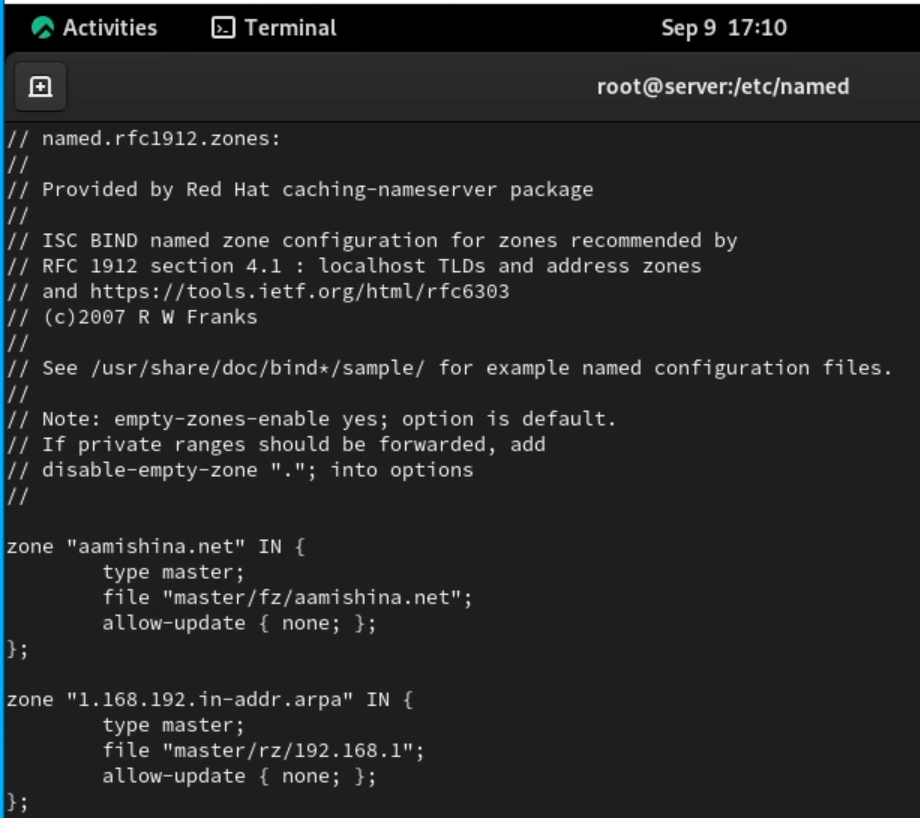 Activities Terminal Sep 9 17:10
root@server:/etc/named
// named.rfc1912.zones:
//
// Provided by Red Hat caching-nameserver package
//
// ISC BIND named zone configuration for zones recommended by
// RFC 1912 section 4.1 : localhost TLDs and address zones
// and https://tools.ietf.org/html/rfc6303
// (c)2007 R W Franks
//
// See /usr/share/doc/bind*/sample/ for example named configuration files.
//
// Note: empty-zones-enable yes; option is default.
// If private ranges should be forwarded, add
// disable-empty-zone "."; into options
//
zone "aamishina.net" IN {
        type master;
        file "master/fz/aamishina.net";
        allow-update { none; };
};
zone "1.168.192.in-addr.arpa" IN {
        type master;
        file "master/rz/192.168.1";
        allow-update { none; };
};